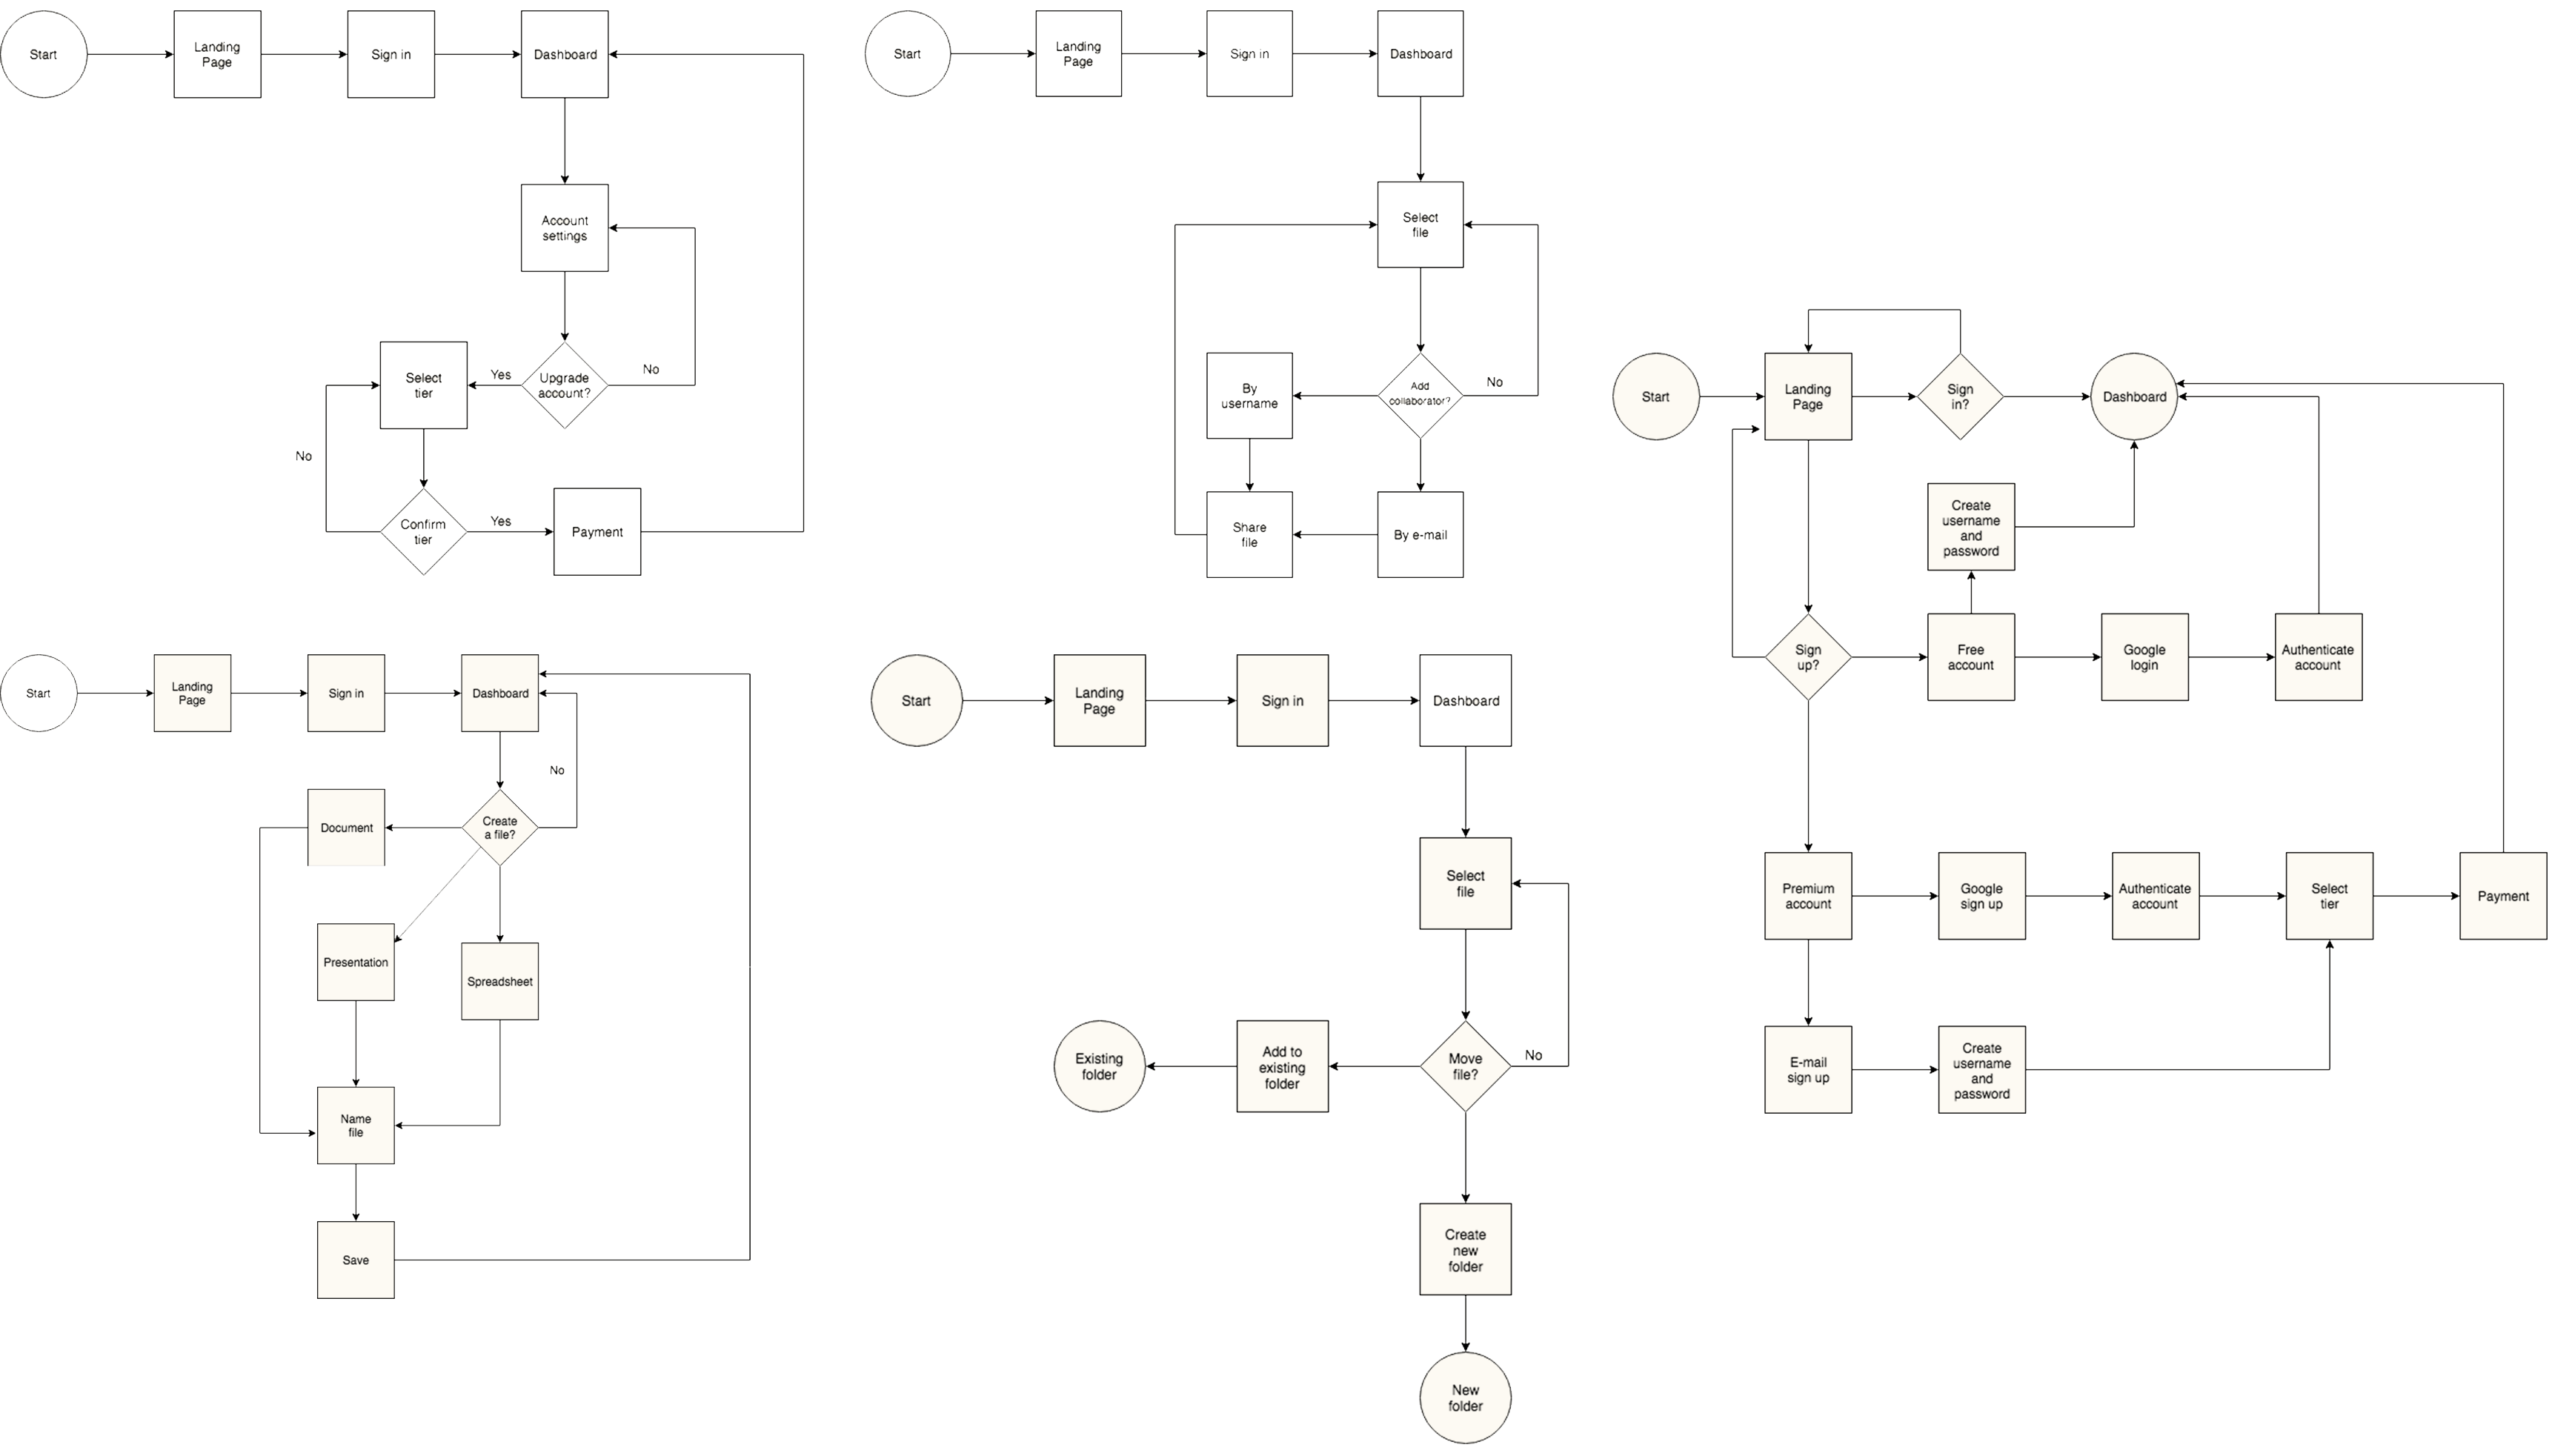 Start
Landing
Page
Sign in
Dashboard
Account
settings
Upgrade
account?
Yes
No
Select
tier
No
Confirm
tier
Yes
Payment
Start
Landing
Page
Sign in
Dashboard
Select
file
Add
collaborator?
No
By
username
Share
file
By e-mail
Start
Landing
Page
Sign
in?
Dashboard
Create
username
and
password
Sign
up?
Free
account
Google
login
Authenticate
account
Premium
account
Google
sign up
Authenticate
account
Select
tier
Payment
E-mail
sign up
Create
username
and
password
Start
Landing
Page
Sign in
Dashboard
No
Document
Create
a file?
Presentation
Spreadsheet
Name
file
Save
Start
Landing
Page
Sign in
Dashboard
Select
file
Existing
folder
Add to
existing
folder
Move
file?
No
Create
new
folder
New
folder